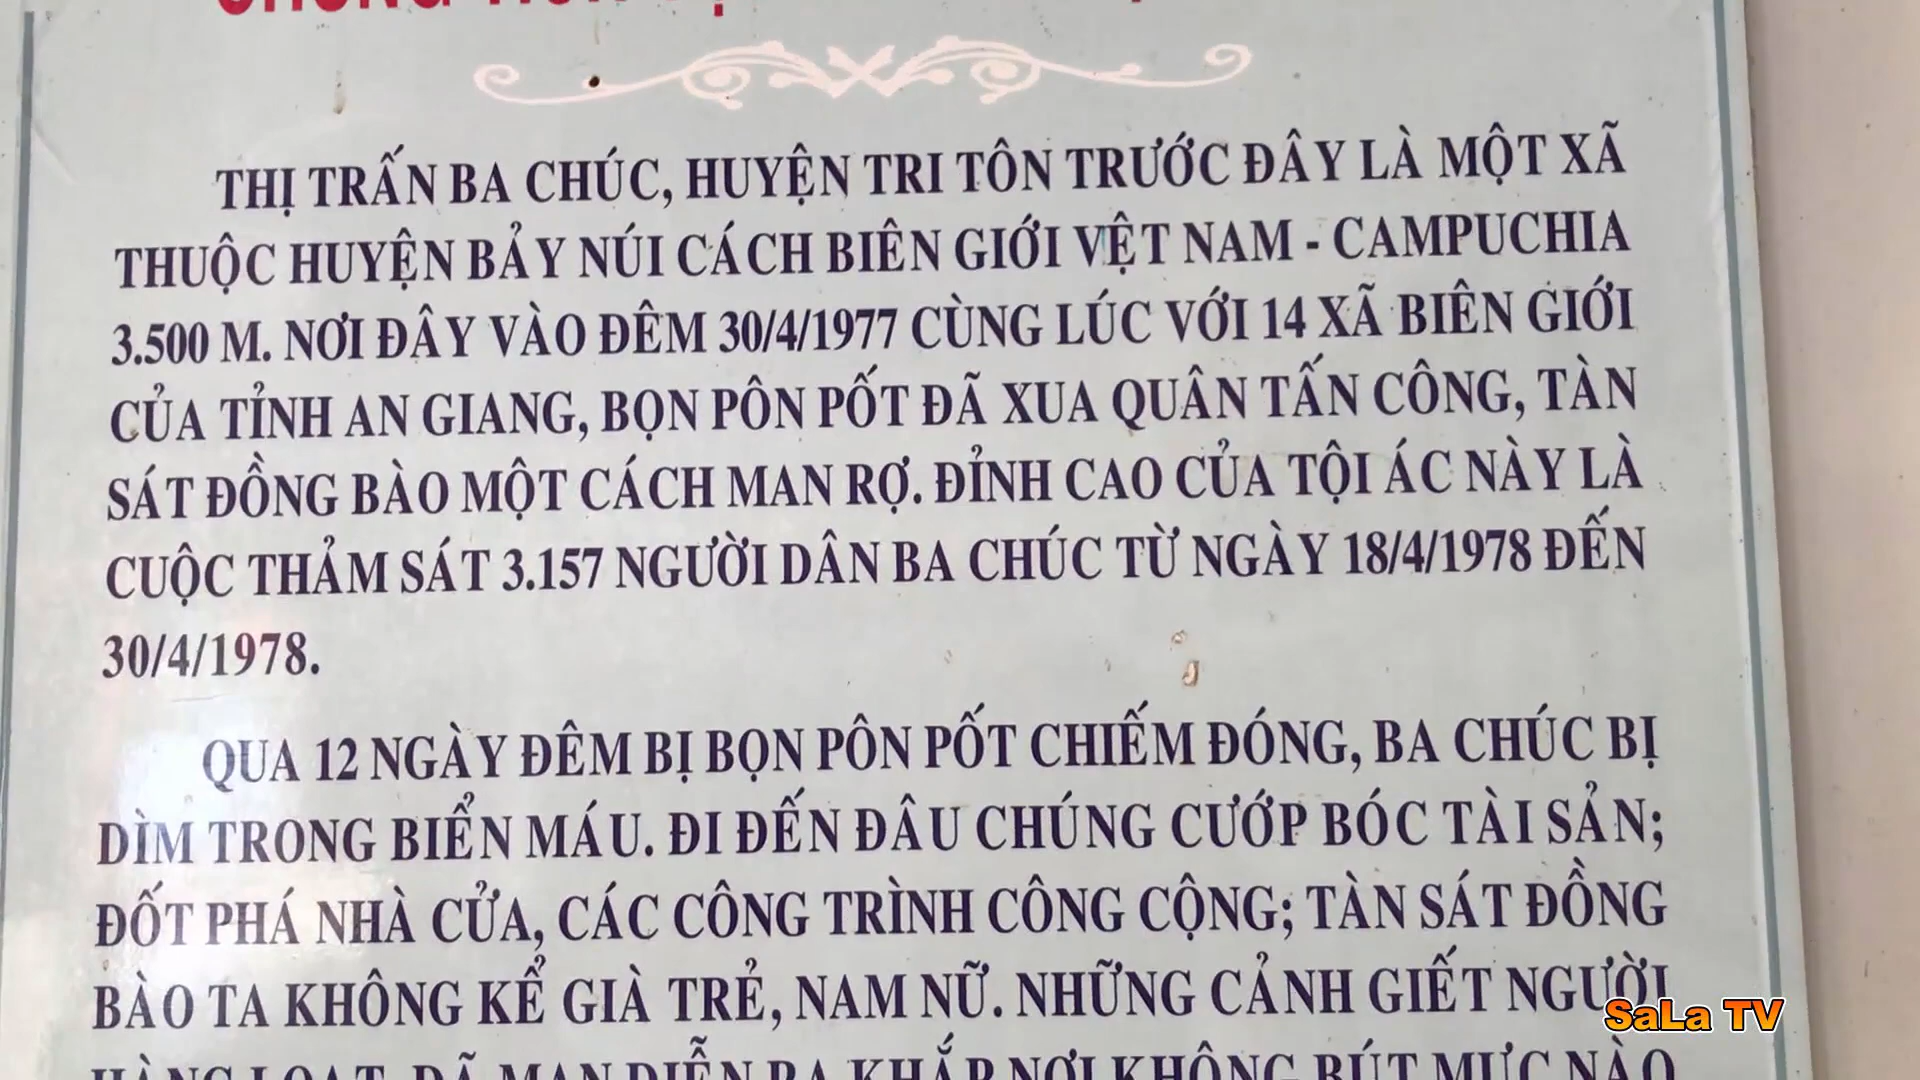 THỊ TRẤN BA CHÚC, HUYỆN TRI TÔN TRƯỚC ĐÂY LÀ MỘT XÃ
THUỘC HUYỆN BẢY NÚI CÁCH BIÊN GIỚI VỆT NAM - CAMPUCHIA
3.500 M. NƠI ĐÂY VÀO ĐÊM 30/4/1977 CÙNG LÚC VỚI 14 XÃ BIÊN GIỚI
CỦA TỈNH AN GIANG, BỌN PÔN PỐT ĐÃ XUA QUÂN TẤN CÔNG, TÀN
SÁT ĐỒNG BÀO MỘT CÁCH MAN RỢ. ĐỈNH CAO CỦA TỘI ÁC NÀY LÀ
CUỘC THẢM SÁT 3.157 NGƯỜI DÂN BA CHÚC TỪ NGÀY 18/4/1978 ĐẾN
30/4/1978.
QUA 12 NGÀY ĐÊM BỊ BỌN PÔN PỐT CHIẾM ĐÓNG, BA CHÚC BỊ
DÌM TRONG BIỂN MÁU. ĐI ĐẾN ĐÂU CHÚNG CƯỚP BÓC TÀI SẢN;
ĐỐT PHÁ NHÀ CỬA, CÁC CÔNG TRÌNH CÔNG CỘNG; TÀN SÁT ĐỒNG
BÀO TA KHÔNG KỂ GIÀ TRẺ, NAM NỮ. NHỮNG CẢNH GIẾT NGƯỜI
HÀNG LOẠT, DÃ MAN DIỄN RA KHẮP NƠI KHÔNG BÚT MỰC NÀO
SaLa TV